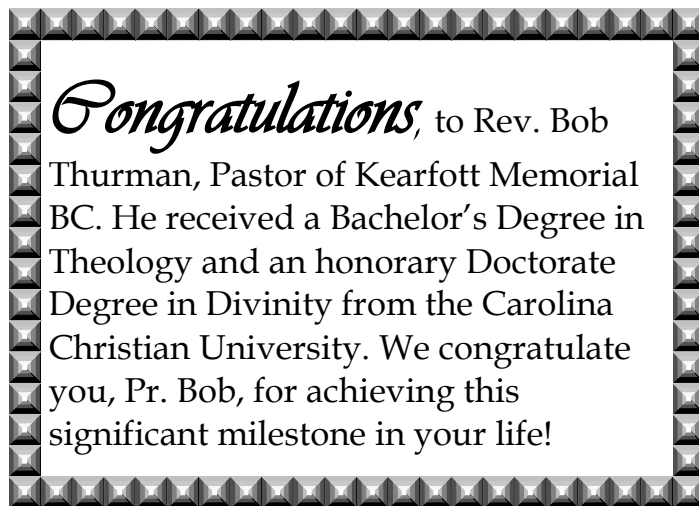 Congratulations, to Rev. Bob
Thurman, Pastor of Kearfott Memorial
BC. He received a Bachelor’s Degree in
Theology and an honorary Doctorate
Degree in Divinity from the Carolina
Christian University. We congratulate
you, Pr. Bob, for achieving this
significant milestone in your life!